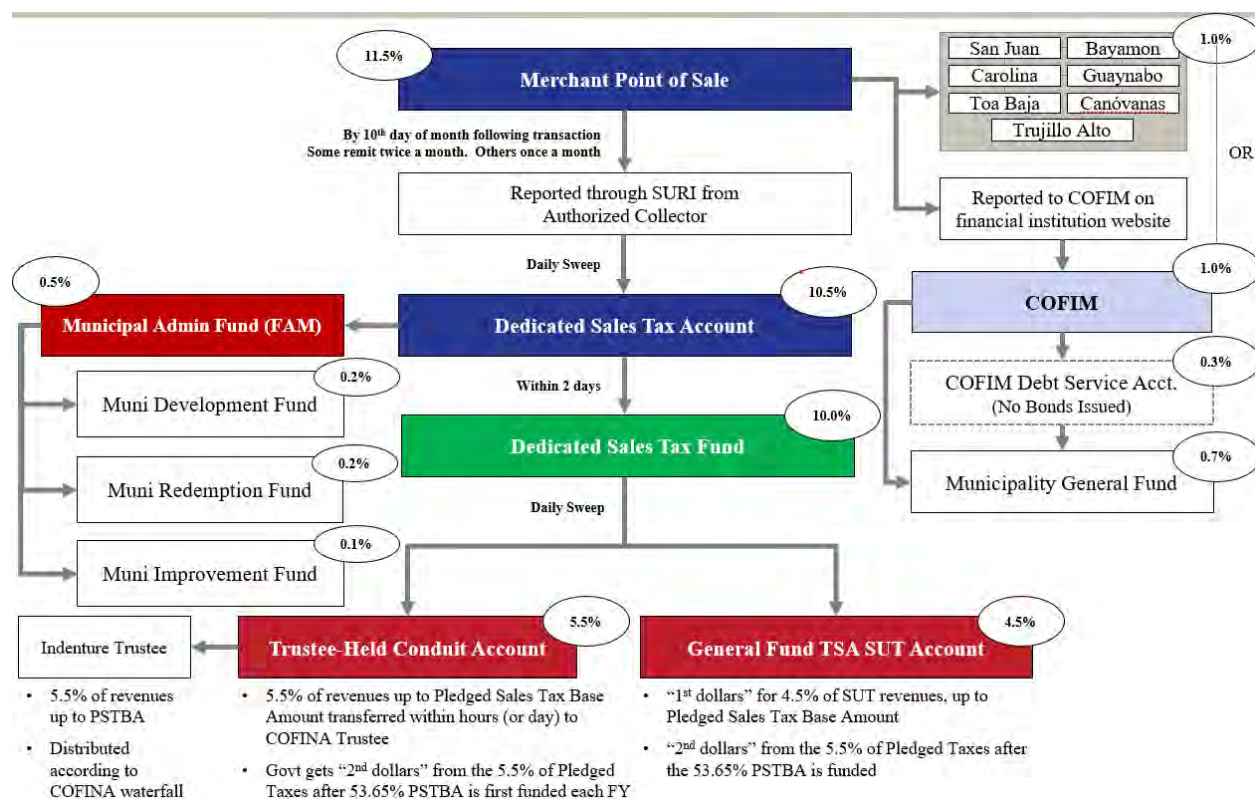 11.5%
Merchant Point of Sale
1.0%
San Juan
Bayamon
Carolina
Guaynabo
Toa Baja
Canóvanas
Trujillo Alto
OR
By 10th day of month following transaction
Some remit twice a month. Others once a month
Reported through SURI from
Authorized Collector
Reported to COFIM on
financial institution website
Daily Sweep
0.5%
Municipal Admin Fund (FAM)
10.5%
Dedicated Sales Tax Account
1.0%
COFIM
0.2%
Muni Development Fund
Within 2 days
0.3%
COFIM Debt Service Acct.
(No Bonds Issued)
10.0%
Dedicated Sales Tax Fund
0.2%
Muni Redemption Fund
0.7%
Municipality General Fund
Daily Sweep
0.1%
Muni Improvement Fund
Indenture Trustee
5.5%
Trustee-Held Conduit Account
4.5%
General Fund TSA SUT Account
• 5.5% of revenues
up to PSTBA
• Distributed
according to
COFINA waterfall
• 5.5% of revenues up to Pledged Sales Tax Base
Amount transferred within hours (or day) to
COFINA Trustee
• Govt gets “2nd dollars” from the 5.5% of Pledged
Taxes after 53.65% PSTBA is first funded each FY
• “1st dollars” for 4.5% of SUT revenues, up to
Pledged Sales Tax Base Amount
• “2nd dollars” from the 5.5% of Pledged Taxes after
the 53.65% PSTBA is funded